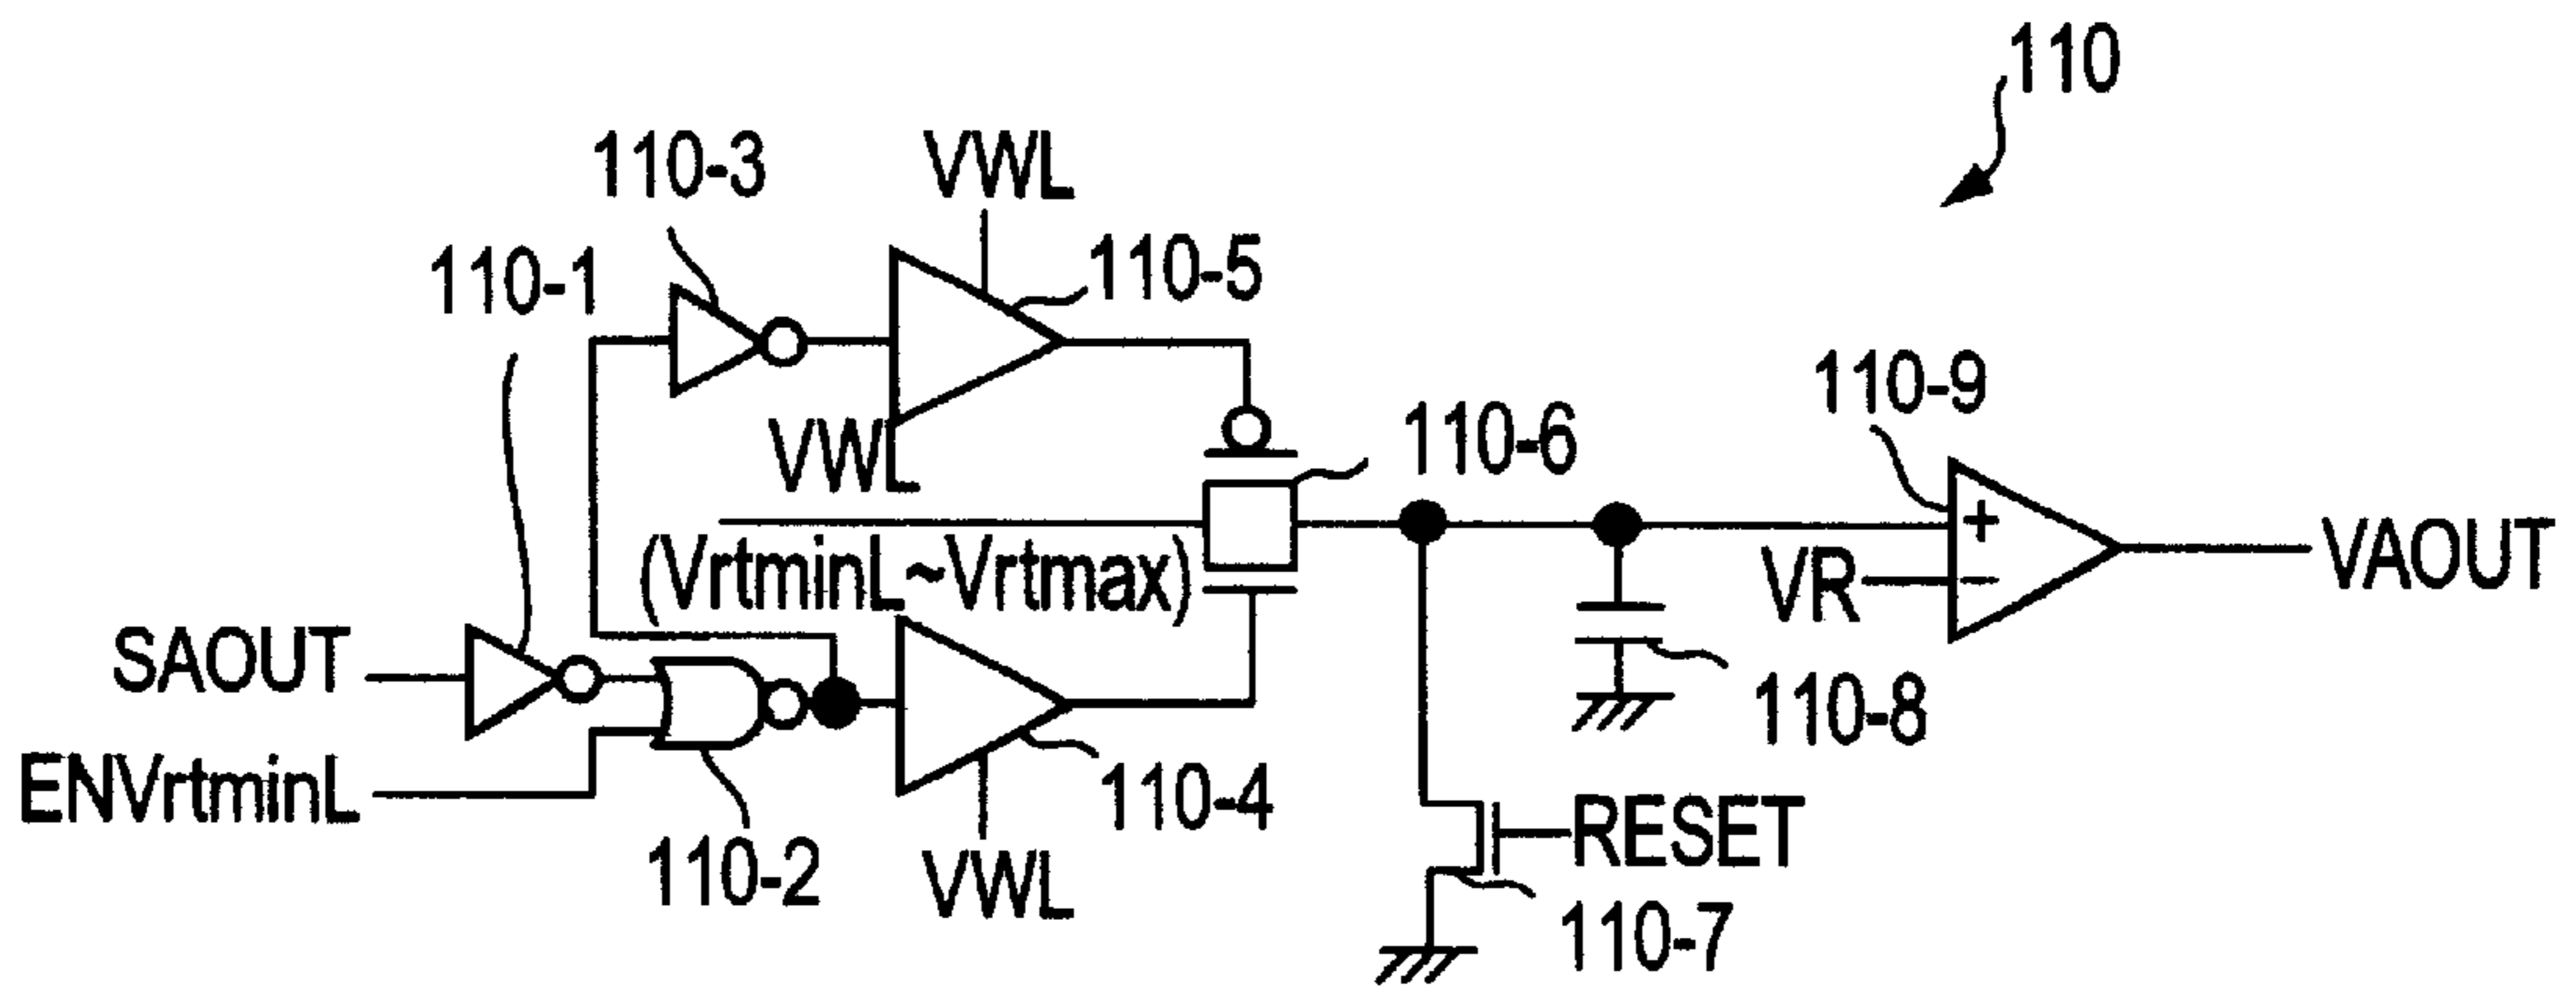 110
110-3
VWL
110-1
110-5
110-9
VWL
110-6
+
(VrtminL~Vrtmax)
VR
-
VAOUT
SAOUT
110-8
ENVrtminL
110-4
RESET
110-2
VWL
110-7